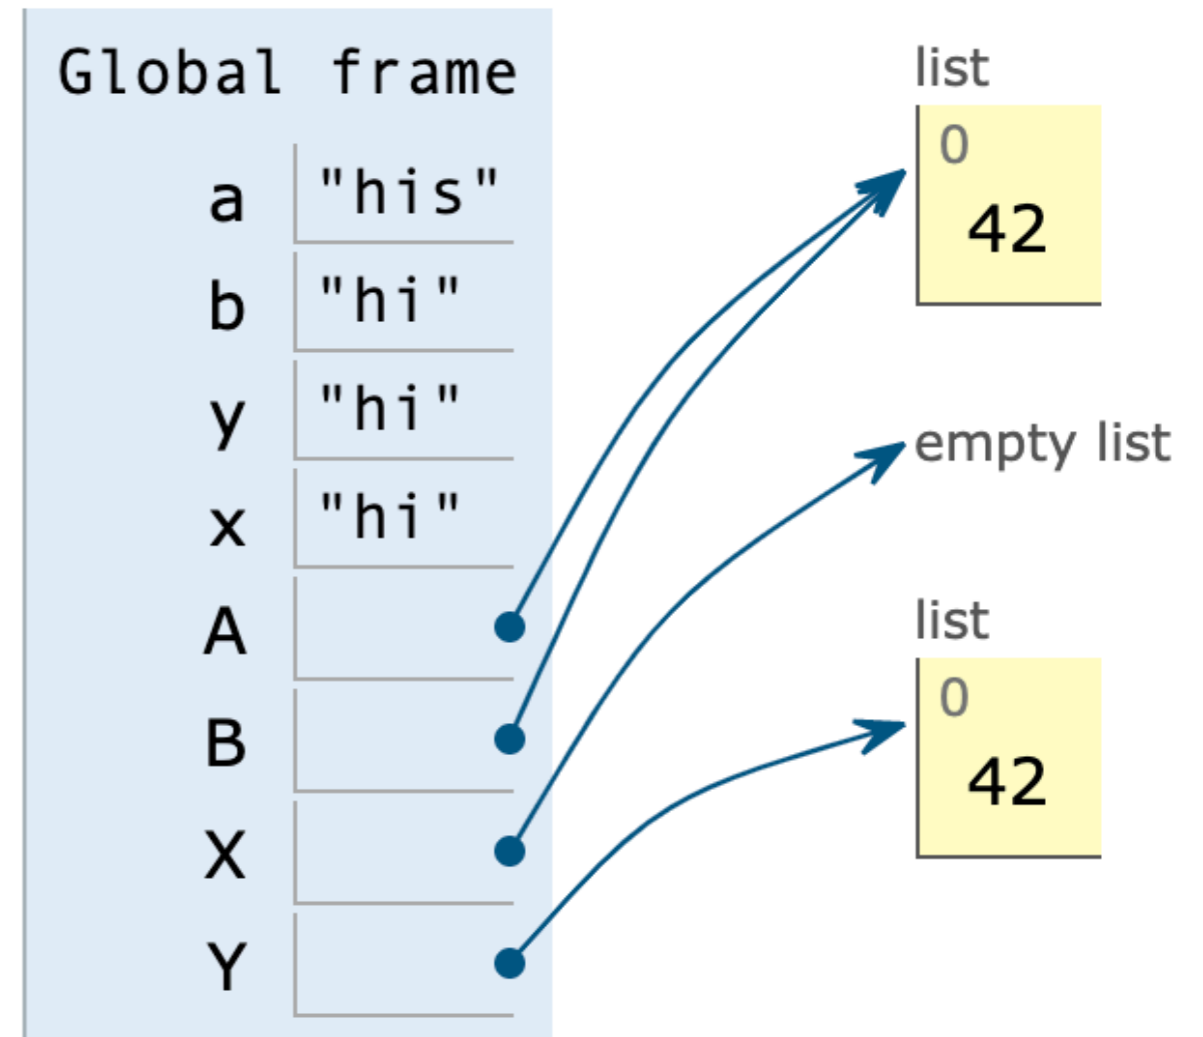 Global frame
a "his"
b "hi"
y "hi"
x "hi"
A
B
X
Y
list
0
42
empty list
list
0
42